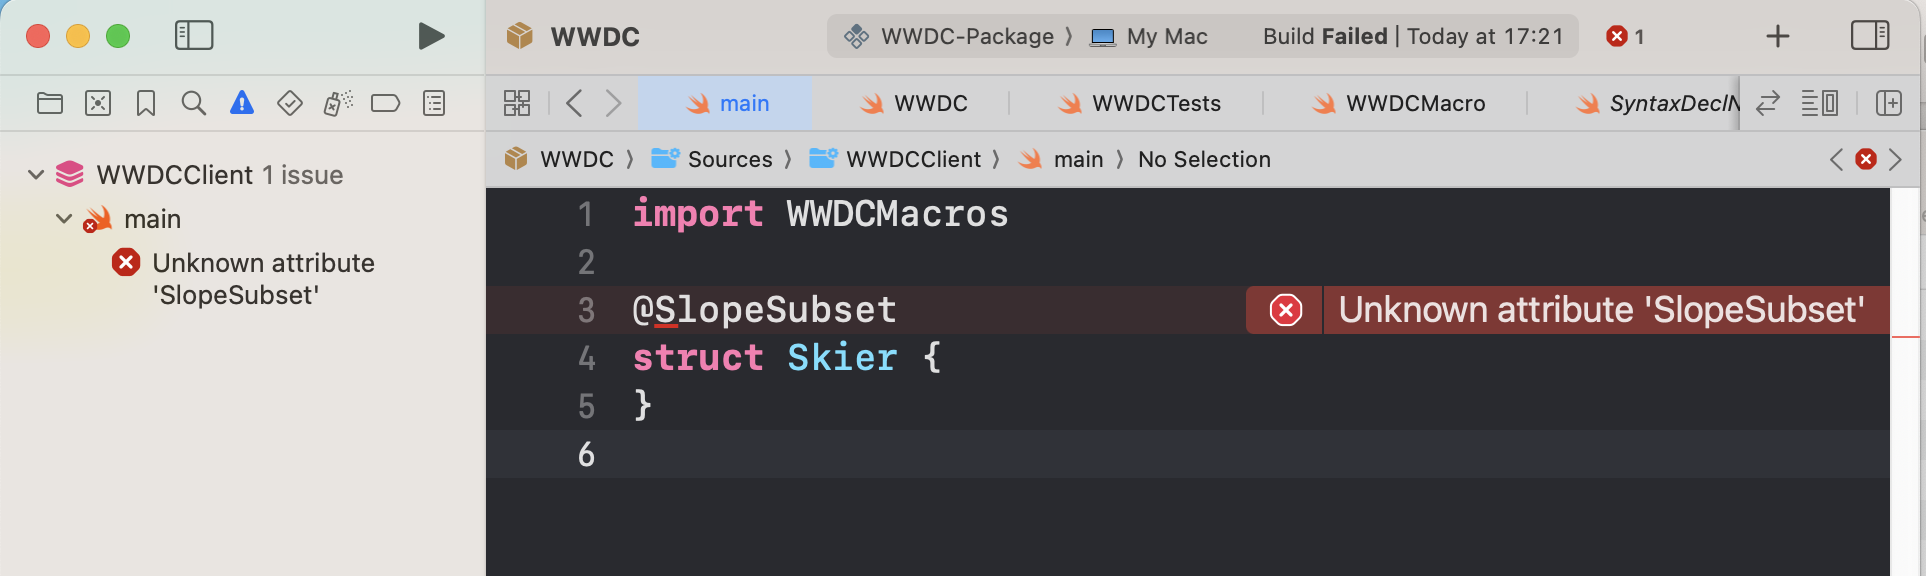 WWDC
WWDC-Package 〉 My Mac
Build Failed | Today at 17:21
1
main
WWDC
WWDCTests
WWDCMacro
SyntaxDeclN
WWDC 〉 Sources 〉 WWDCClient 〉 main 〉 No Selection
WWDCClient 1 issue
main
Unknown attribute
'SlopeSubset'
1 import WWDCMacros
2
3 @SlopeSubset
Unknown attribute 'SlopeSubset'
4 struct Skier {
5 }
6